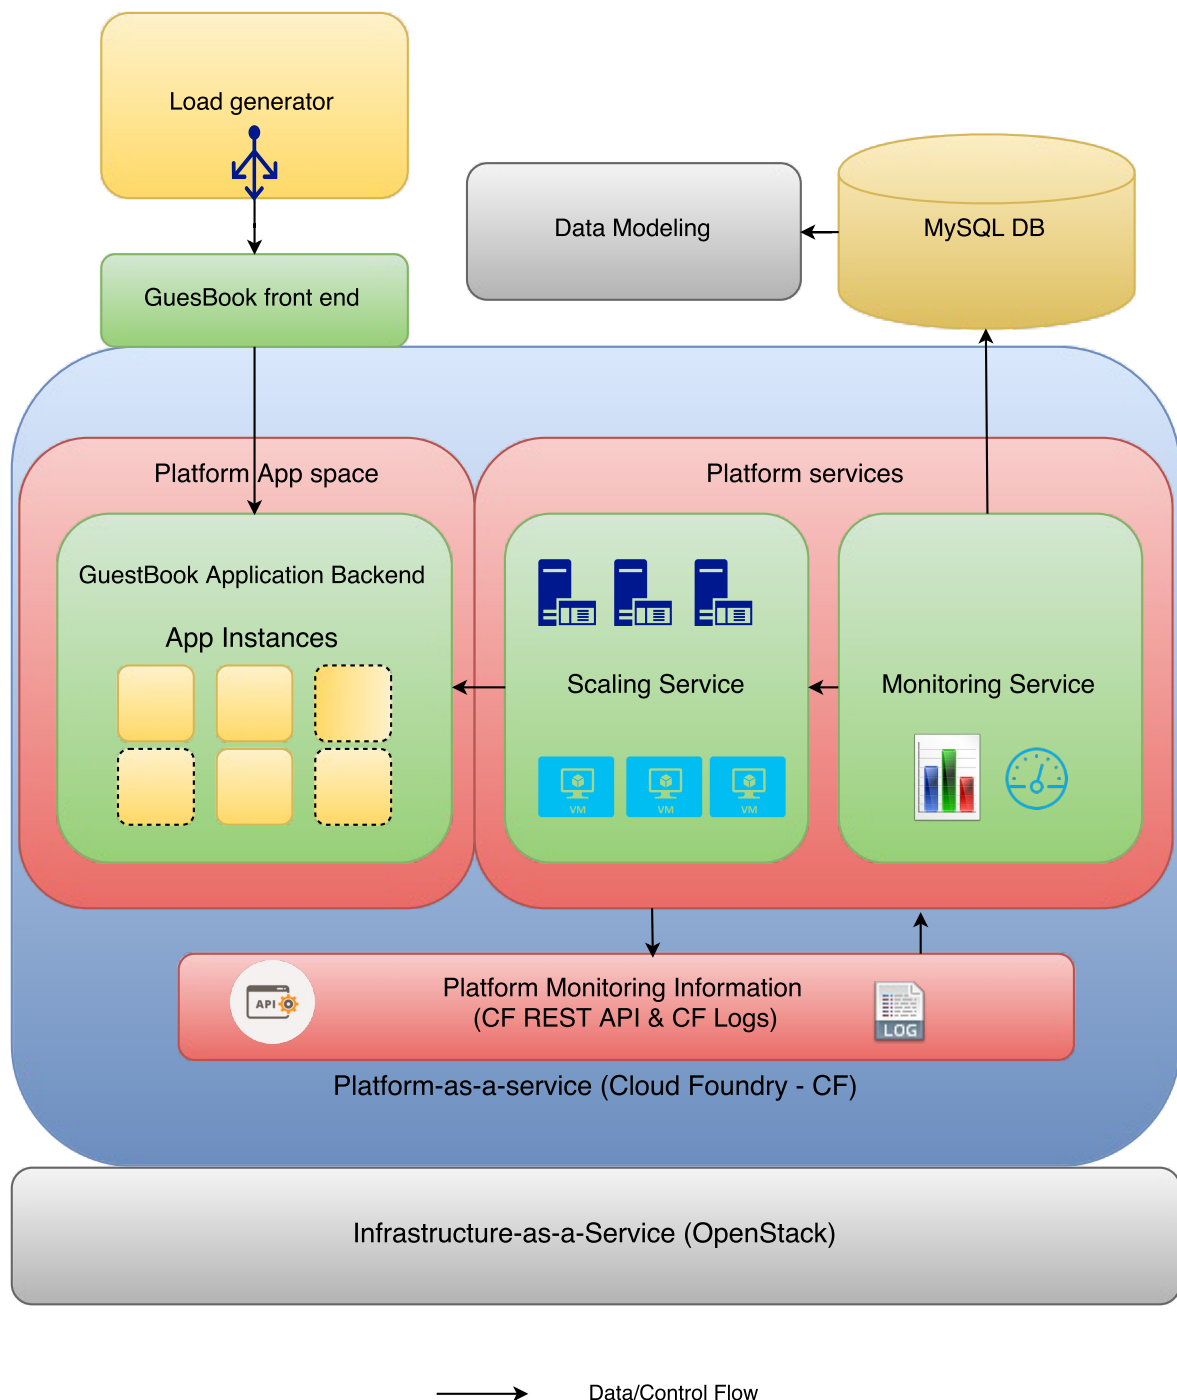 Load generator
GuesBook front end
Data Modeling
MySQL DB
Platform App space
Platform services
GuestBook Application Backend
App Instances
Scaling Service
VM
VM
VM
Monitoring Service
API
Platform Monitoring Information
(CF REST API & CF Logs)
LOG
Platform-as-a-service (Cloud Foundry - CF)
Infrastructure-as-a-Service (OpenStack)
Data/Control Flow